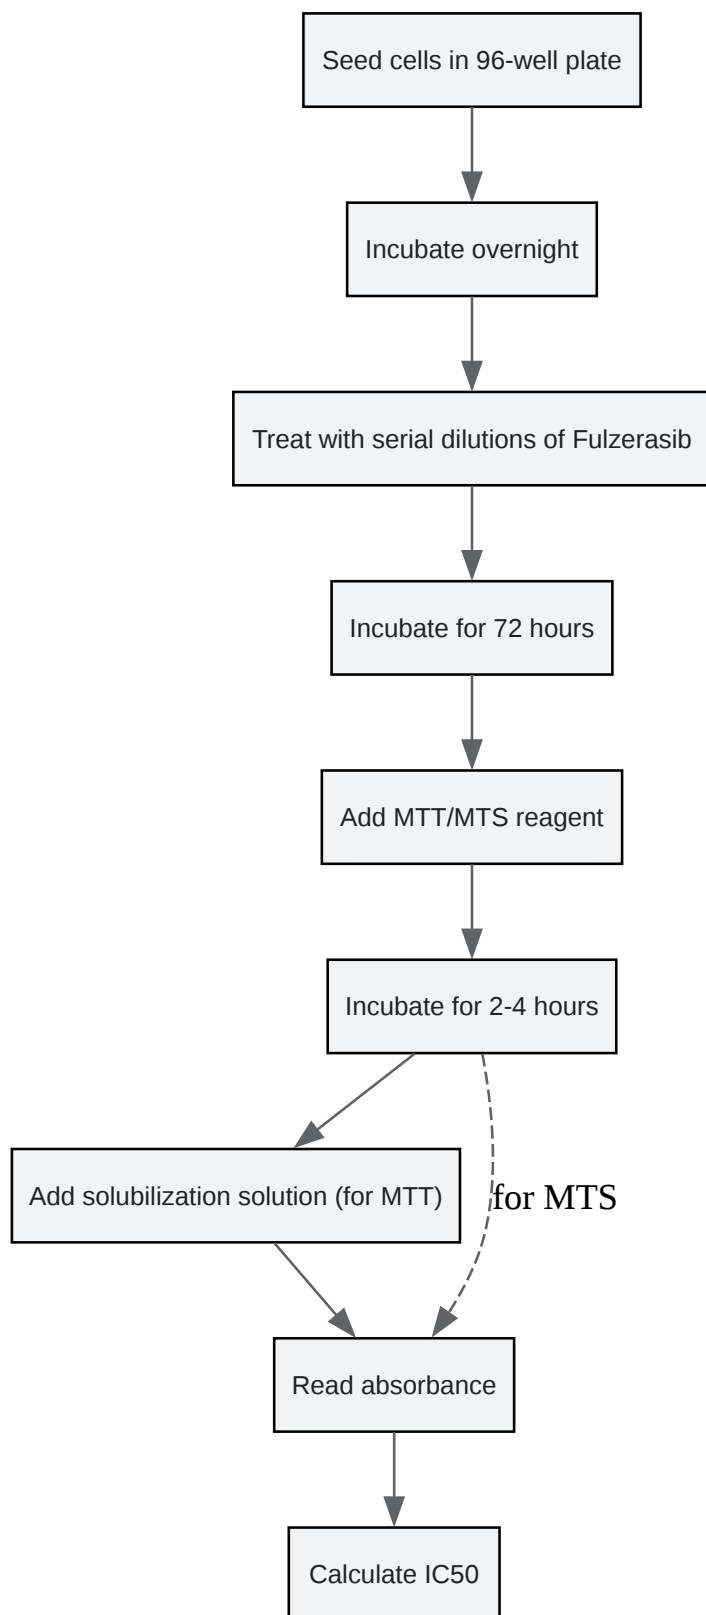 Seed cells in 96-well plate
Incubate overnight
Treat with serial dilutions of Fulzerasib
Incubate for 72 hours
Add MTT/MTS reagent
Incubate for 2-4 hours
Add solubilization solution (for MTT)
for MTS
Read absorbance
Calculate IC50